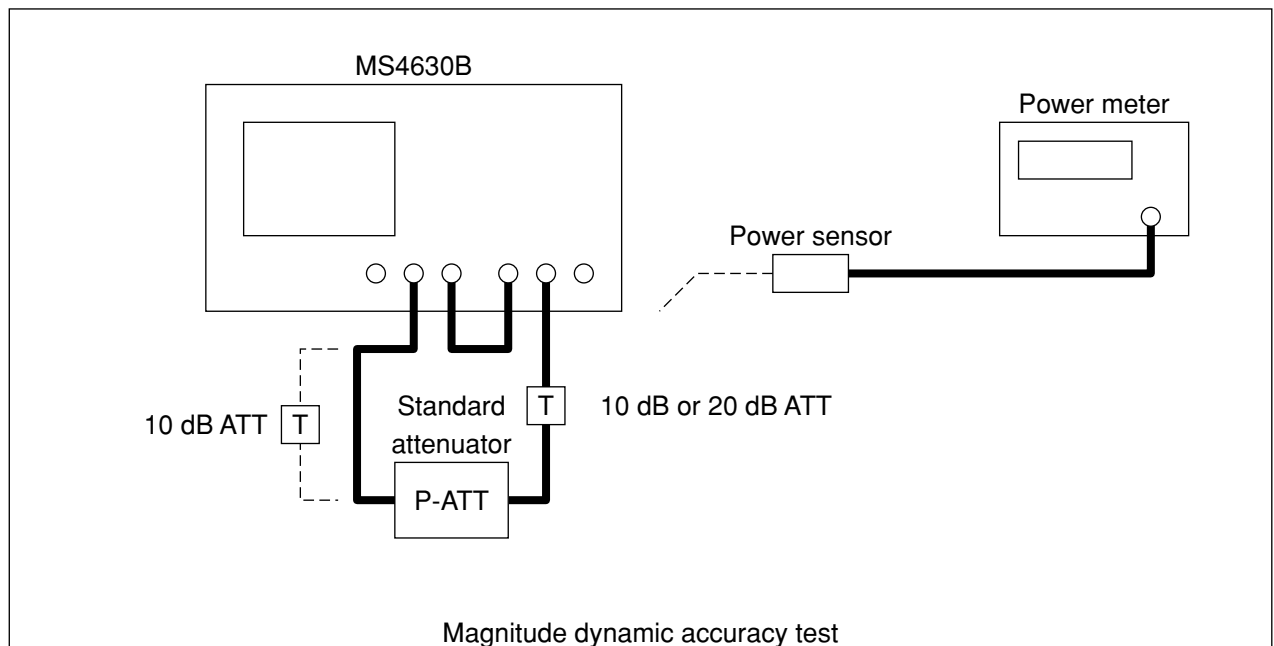 MS4630B
Power meter
Power sensor
10 dB ATT
T
Standard
attenuator
T
10 dB or 20 dB ATT
P-ATT
Magnitude dynamic accuracy test